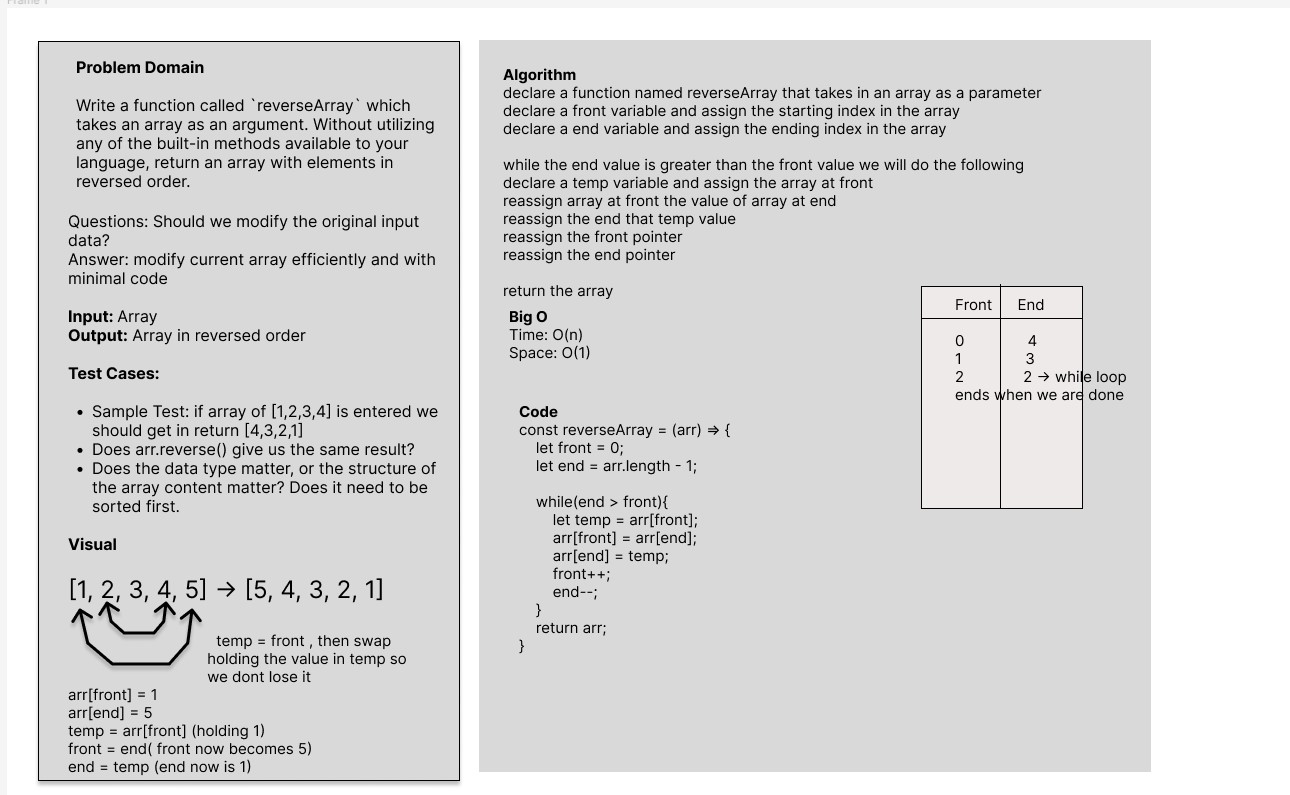 Frame 1
Problem Domain
Write a function called `reverseArray` which
takes an array as an argument. Without utilizing
any of the built-in methods available to your
language, return an array with elements in
reversed order.
Questions: Should we modify the original input
data?
Answer: modify current array efficiently and with
minimal code
Input: Array
Output: Array in reversed order
Test Cases:
• Sample Test: if array of [1,2,3,4] is entered we
should get in return [4,3,2,1]
• Does arr.reverse() give us the same result?
• Does the data type matter, or the structure of
the array content matter? Does it need to be
sorted first.
Visual
[1, 2, 3, 4, 5] → [5, 4, 3, 2, 1]
temp = front , then swap
holding the value in temp so
we dont lose it
arr[front] = 1
arr[end] = 5
temp = arr[front] (holding 1)
front = end( front now becomes 5)
end = temp (end now is 1)
Algorithm
declare a function named reverseArray that takes in an array as a parameter
declare a front variable and assign the starting index in the array
declare a end variable and assign the ending index in the array
while the end value is greater than the front value we will do the following
declare a temp variable and assign the array at front
reassign array at front the value of array at end
reassign the end that temp value
reassign the front pointer
reassign the end pointer
return the array
Big O
Time: O(n)
Space: O(1)
Front End
0 4
1 3
2 2 → while loop
ends when we are done
Code
const reverseArray = (arr) => {
let front = 0;
let end = arr.length - 1;
while(end > front){
let temp = arr[front];
arr[front] = arr[end];
arr[end] = temp;
front++;
end--;
}
return arr;
}